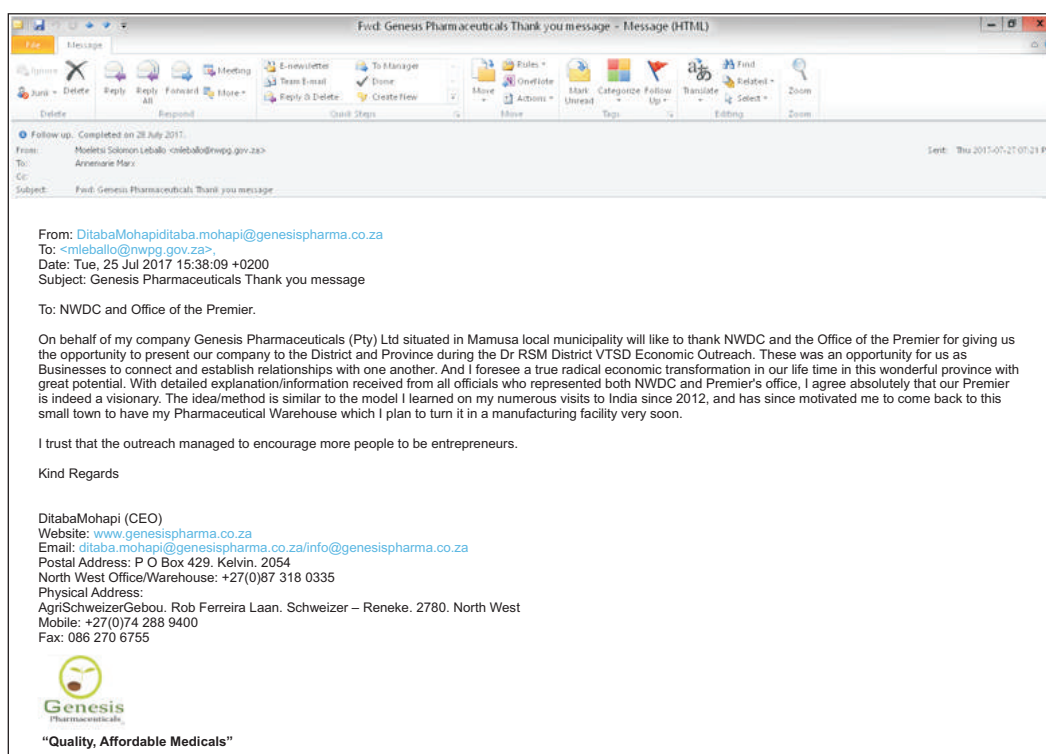 Fwd: Genesis Pharmaceuticals Thank you message - Message (HTML)
File Message
Ignore
Junk Delete
Reply Reply All Forward
Meeting
More
E-newsletter
Team E-mail
Reply & Delete
To Manager
Done
Create New
Move
Rules
OneNote
Actions
Mark Unread
Categorize
Follow Up
Translate
Find
Related
Select
Zoom
Delete Respond Quick Steps Move Tags Editing Zoom
Follow up. Completed on 28 July 2017.
From: Moeletsi Solomon Leballo <mleballo@nwpg.gov.za> Sent: Thu 2017-07-27 07:21 P
To: Annemarie Marx
Cc:
Subject: Fwd: Genesis Pharmaceuticals Thank you message
From: DitabaMohapiditaba.mohapi@genesispharma.co.za
To: <mleballo@nwpg.gov.za>,
Date: Tue, 25 Jul 2017 15:38:09 +0200
Subject: Genesis Pharmaceuticals Thank you message
To: NWDC and Office of the Premier.
On behalf of my company Genesis Pharmaceuticals (Pty) Ltd situated in Mamusa local municipality will like to thank NWDC and the Office of the Premier for giving us
the opportunity to present our company to the District and Province during the Dr RSM District VTSD Economic Outreach. These was an opportunity for us as
Businesses to connect and establish relationships with one another. And I foresee a true radical economic transformation in our life time in this wonderful province with
great potential. With detailed explanation/information received from all officials who represented both NWDC and Premier's office, I agree absolutely that our Premier
is indeed a visionary. The idea/method is similar to the model I learned on my numerous visits to India since 2012, and has since motivated me to come back to this
small town to have my Pharmaceutical Warehouse which I plan to turn it in a manufacturing facility very soon.
I trust that the outreach managed to encourage more people to be entrepreneurs.
Kind Regards
DitabaMohapi (CEO)
Website: www.genesispharma.co.za
Email: ditaba.mohapi@genesispharma.co.za/info@genesispharma.co.za
Postal Address: P O Box 429. Kelvin. 2054
North West Office/Warehouse: +27(0)87 318 0335
Physical Address:
AgriSchweizerGebou. Rob Ferreira Laan. Schweizer – Reneke. 2780. North West
Mobile: +27(0)74 288 9400
Fax: 086 270 6755
Genesis
Pharmaceuticals
“Quality, Affordable Medicals”